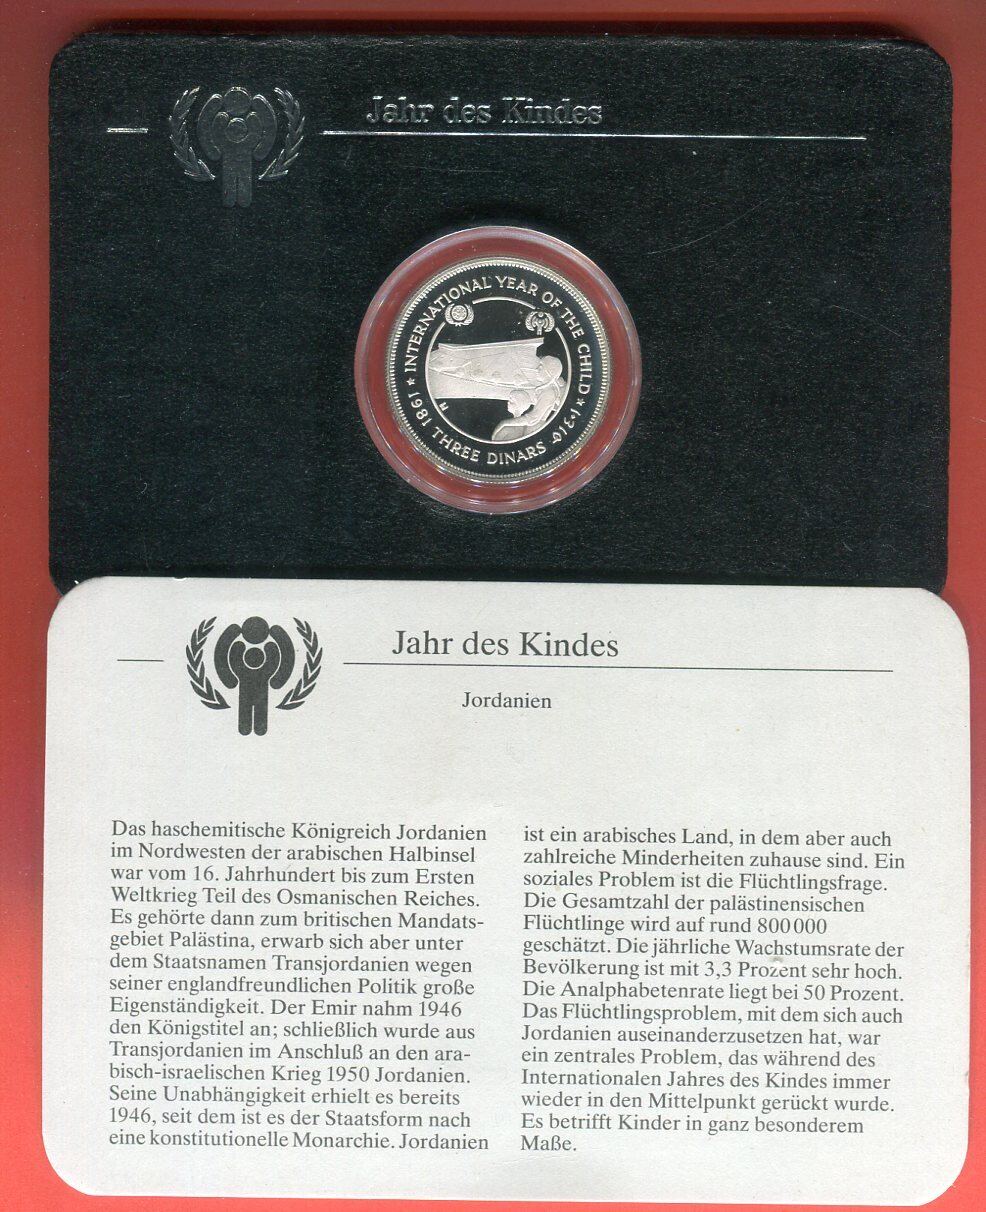 Jahr des Kindes
INTERNATIONAL YEAR OF THE CHILD
1981 THREE DINARS
Jahr des Kindes
Jordanien
Das haschemitische Königreich Jordanien
im Nordwesten der arabischen Halbinsel
war vom 16. Jahrhundert bis zum Ersten
Weltkrieg Teil des Osmanischen Reiches.
Es gehörte dann zum britischen Mandats-
gebiet Palästina, erwarb sich aber unter
dem Staatsnamen Transjordanien wegen
seiner englandfreundlichen Politik große
Eigenständigkeit. Der Emir nahm 1946
den Königstitel an; schließlich wurde aus
Transjordanien im Anschluß an den ara-
bisch-israelischen Krieg 1950 Jordanien.
Seine Unabhängigkeit erhielt es bereits
1946, seit dem ist es der Staatsform nach
eine konstitutionelle Monarchie. Jordanien
ist ein arabisches Land, in dem aber auch
zahlreiche Minderheiten zuhause sind. Ein
soziales Problem ist die Flüchtlingsfrage.
Die Gesamtzahl der palästinensischen
Flüchtlinge wird auf rund 800000
geschätzt. Die jährliche Wachstumsrate der
Bevölkerung ist mit 3,3 Prozent sehr hoch.
Die Analphabetenrate liegt bei 50 Prozent.
Das Flüchtlingsproblem, mit dem sich auch
Jordanien auseinanderzusetzen hat, war
ein zentrales Problem, das während des
Internationalen Jahres des Kindes immer
wieder in den Mittelpunkt gerückt wurde.
Es betrifft Kinder in ganz besonderem
Maße.